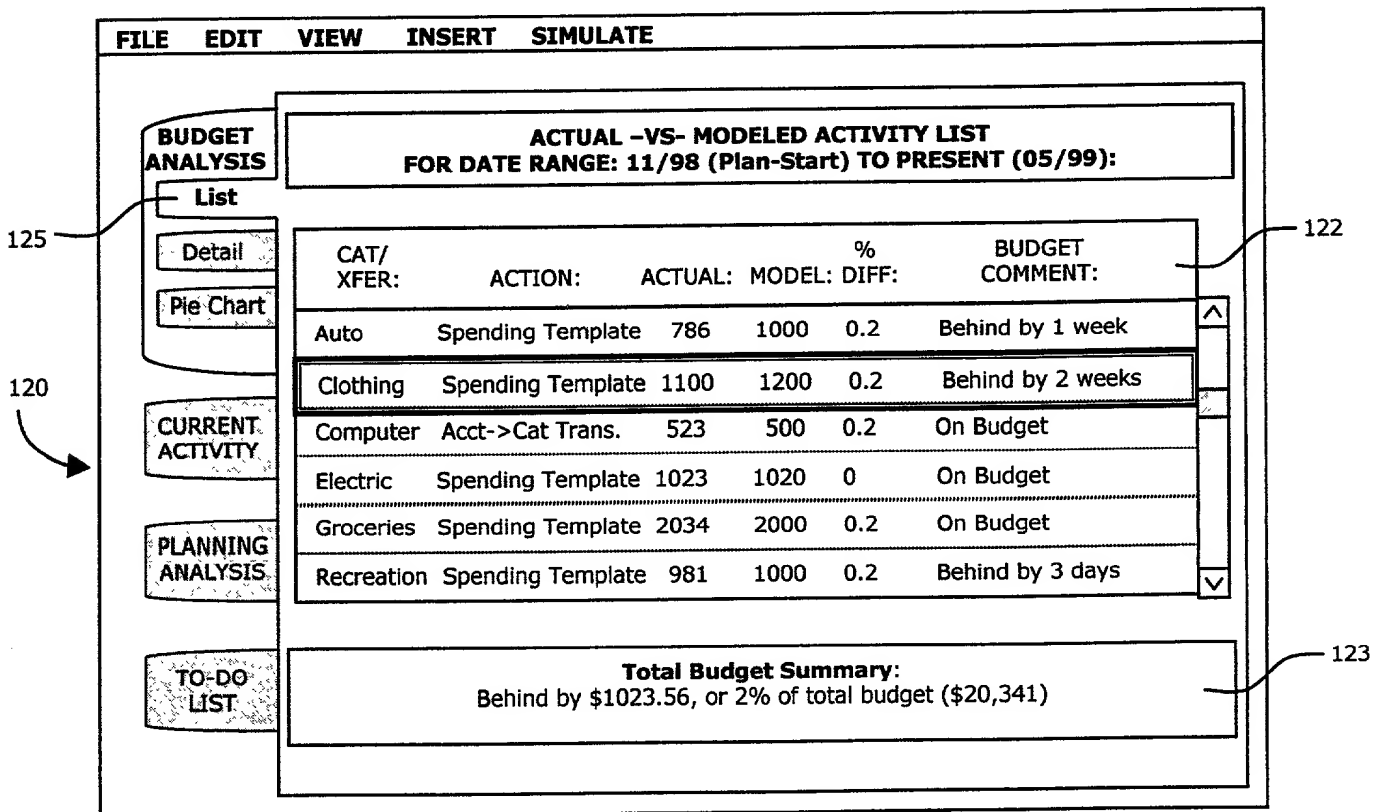 FILE EDIT VIEW INSERT SIMULATE
BUDGET
ANALYSIS
List
Detail
Pie Chart
CURRENT
ACTIVITY
PLANNING
ANALYSIS
TO-DO
LIST
125
120
ACTUAL –VS- MODELED ACTIVITY LIST
FOR DATE RANGE: 11/98 (Plan-Start) TO PRESENT (05/99):
122
CAT/ % BUDGET
XFER: ACTION: ACTUAL: MODEL: DIFF: COMMENT:
Auto Spending Template 786 1000 0.2 Behind by 1 week
Clothing Spending Template 1100 1200 0.2 Behind by 2 weeks
Computer Acct->Cat Trans. 523 500 0.2 On Budget
Electric Spending Template 1023 1020 0 On Budget
Groceries Spending Template 2034 2000 0.2 On Budget
Recreation Spending Template 981 1000 0.2 Behind by 3 days
Total Budget Summary:
Behind by $1023.56, or 2% of total budget ($20,341)
123